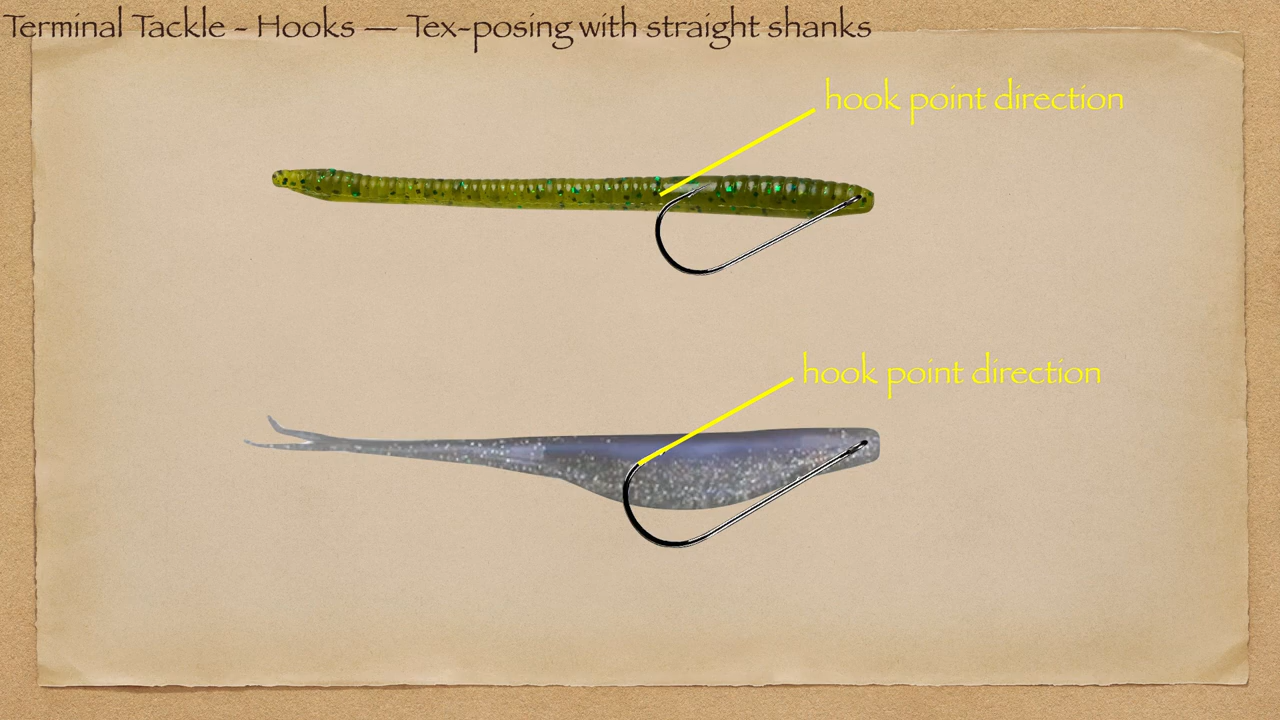 Terminal Tackle - Hooks — Tex-posing with straight shanks
hook point direction
hook point direction